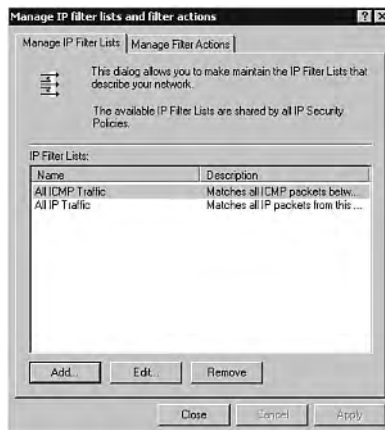 Manage IP filter lists and filter actions
Manage IP Filter Lists Manage Filter Actions
This dialog allows you to make maintain the IP Filter Lists that
describe your network.
The available IP Filter Lists are shared by all IP Security
Policies.
IP Filter Lists:
Name Description
All ICMP Traffic Matches all ICMP packets betw...
All IP Traffic Matches all IP packets from this ...
Add... Edit... Remove
Close Cancel Apply